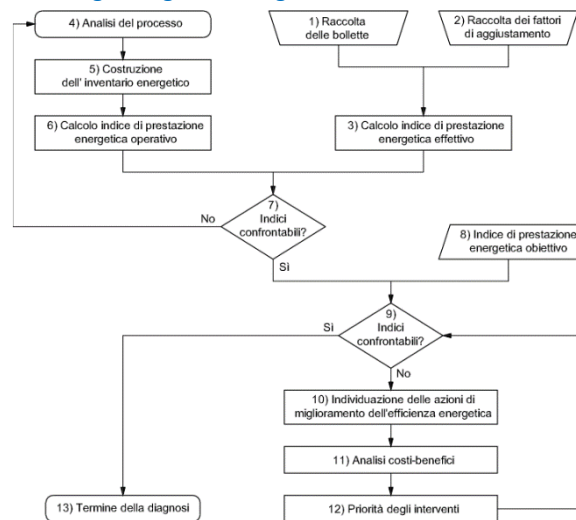 4) Analisi del processo
1) Raccolta
delle bollette
2) Raccolta dei fattori
di aggiustamento
5) Costruzione
dell' inventario energetico
6) Calcolo indice di prestazione
energetica operativo
3) Calcolo indice di prestazione
energetica effettivo
7)
Indici
confrontabili?
No
Sì
8) Indice di prestazione
energetica obiettivo
9)
Indici
confrontabili?
Sì
No
10) Individuazione delle azioni di
miglioramento dell'efficienza energetica
11) Analisi costi-benefici
12) Priorità degli interventi
13) Termine della diagnosi